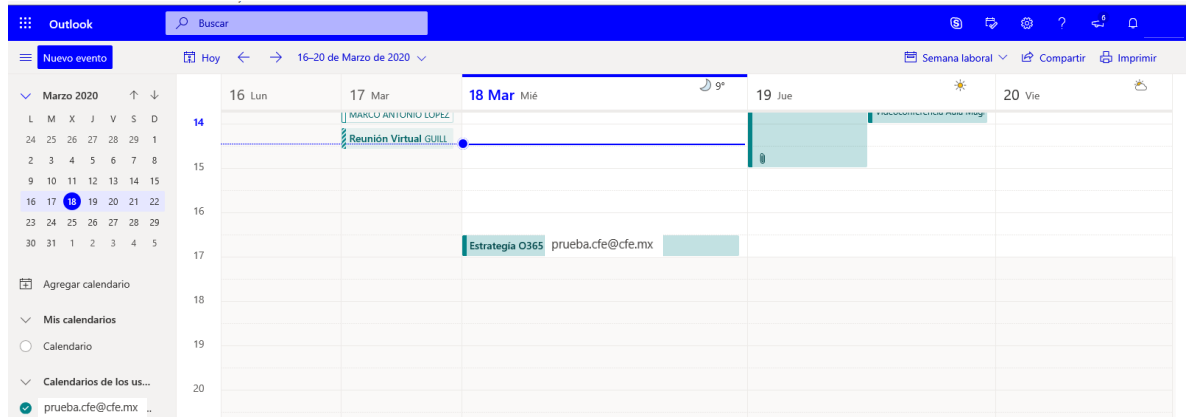 Outlook
Buscar
6
Nuevo evento
Hoy
16–20 de Marzo de 2020
Semana laboral
Compartir
Imprimir
Marzo 2020
L M X J V S D
24 25 26 27 28 29 1
2 3 4 5 6 7 8
9 10 11 12 13 14 15
16 17 18 19 20 21 22
23 24 25 26 27 28 29
30 31 1 2 3 4 5
Agregar calendario
Mis calendarios
Calendario
Calendarios de los us...
prueba.cfe@cfe.mx ..
16 Lun
17 Mar
18 Mar Mié
9°
19 Jue
20 Vie
14
MARCO ANTONIO LOPEZ
Videoconferencia Aula Magi
Reunión Virtual GUILL
15
16
Estrategía O365 prueba.cfe@cfe.mx
17
18
19
20